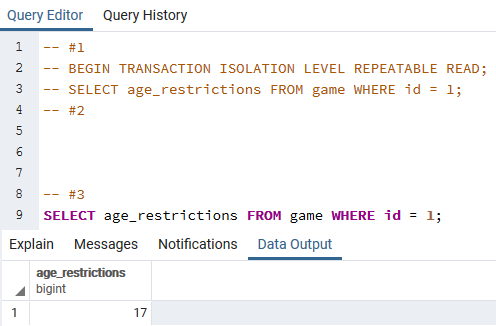 Query Editor Query History
1 -- #1
2 -- BEGIN TRANSACTION ISOLATION LEVEL REPEATABLE READ;
3 -- SELECT age_restrictions FROM game WHERE id = 1;
4 -- #2
5
6
7
8 -- #3
9 SELECT age_restrictions FROM game WHERE id = 1;
Explain Messages Notifications Data Output
age_restrictions
bigint
1 17